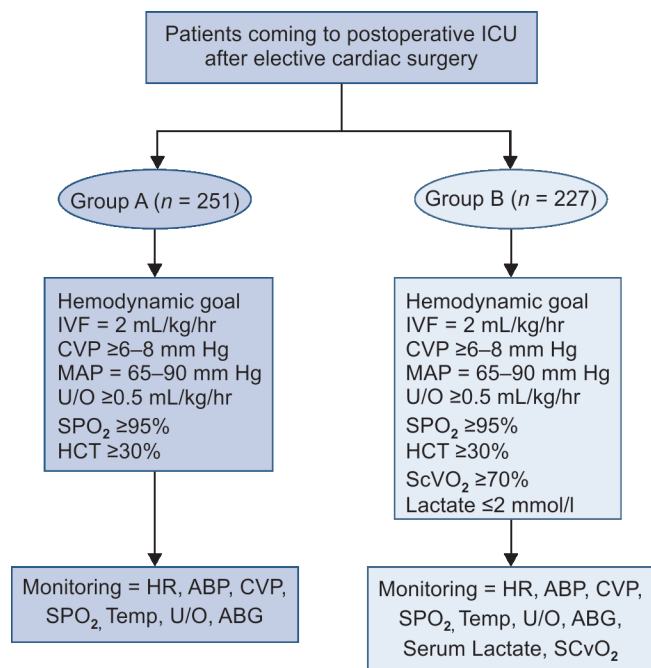 Patients coming to postoperative ICU
after elective cardiac surgery
Group A (n = 251)
Group B (n = 227)
Hemodynamic goal
IVF = 2 mL/kg/hr
CVP ≥6–8 mm Hg
MAP = 65–90 mm Hg
U/O ≥0.5 mL/kg/hr
SPO₂ ≥95%
HCT ≥30%
Hemodynamic goal
IVF = 2 mL/kg/hr
CVP ≥6–8 mm Hg
MAP = 65–90 mm Hg
U/O ≥0.5 mL/kg/hr
SPO₂ ≥95%
HCT ≥30%
ScVO₂ ≥70%
Lactate ≤2 mmol/l
Monitoring = HR, ABP, CVP,
SPO₂, Temp, U/O, ABG
Monitoring = HR, ABP, CVP,
SPO₂, Temp, U/O, ABG,
Serum Lactate, SCvO₂